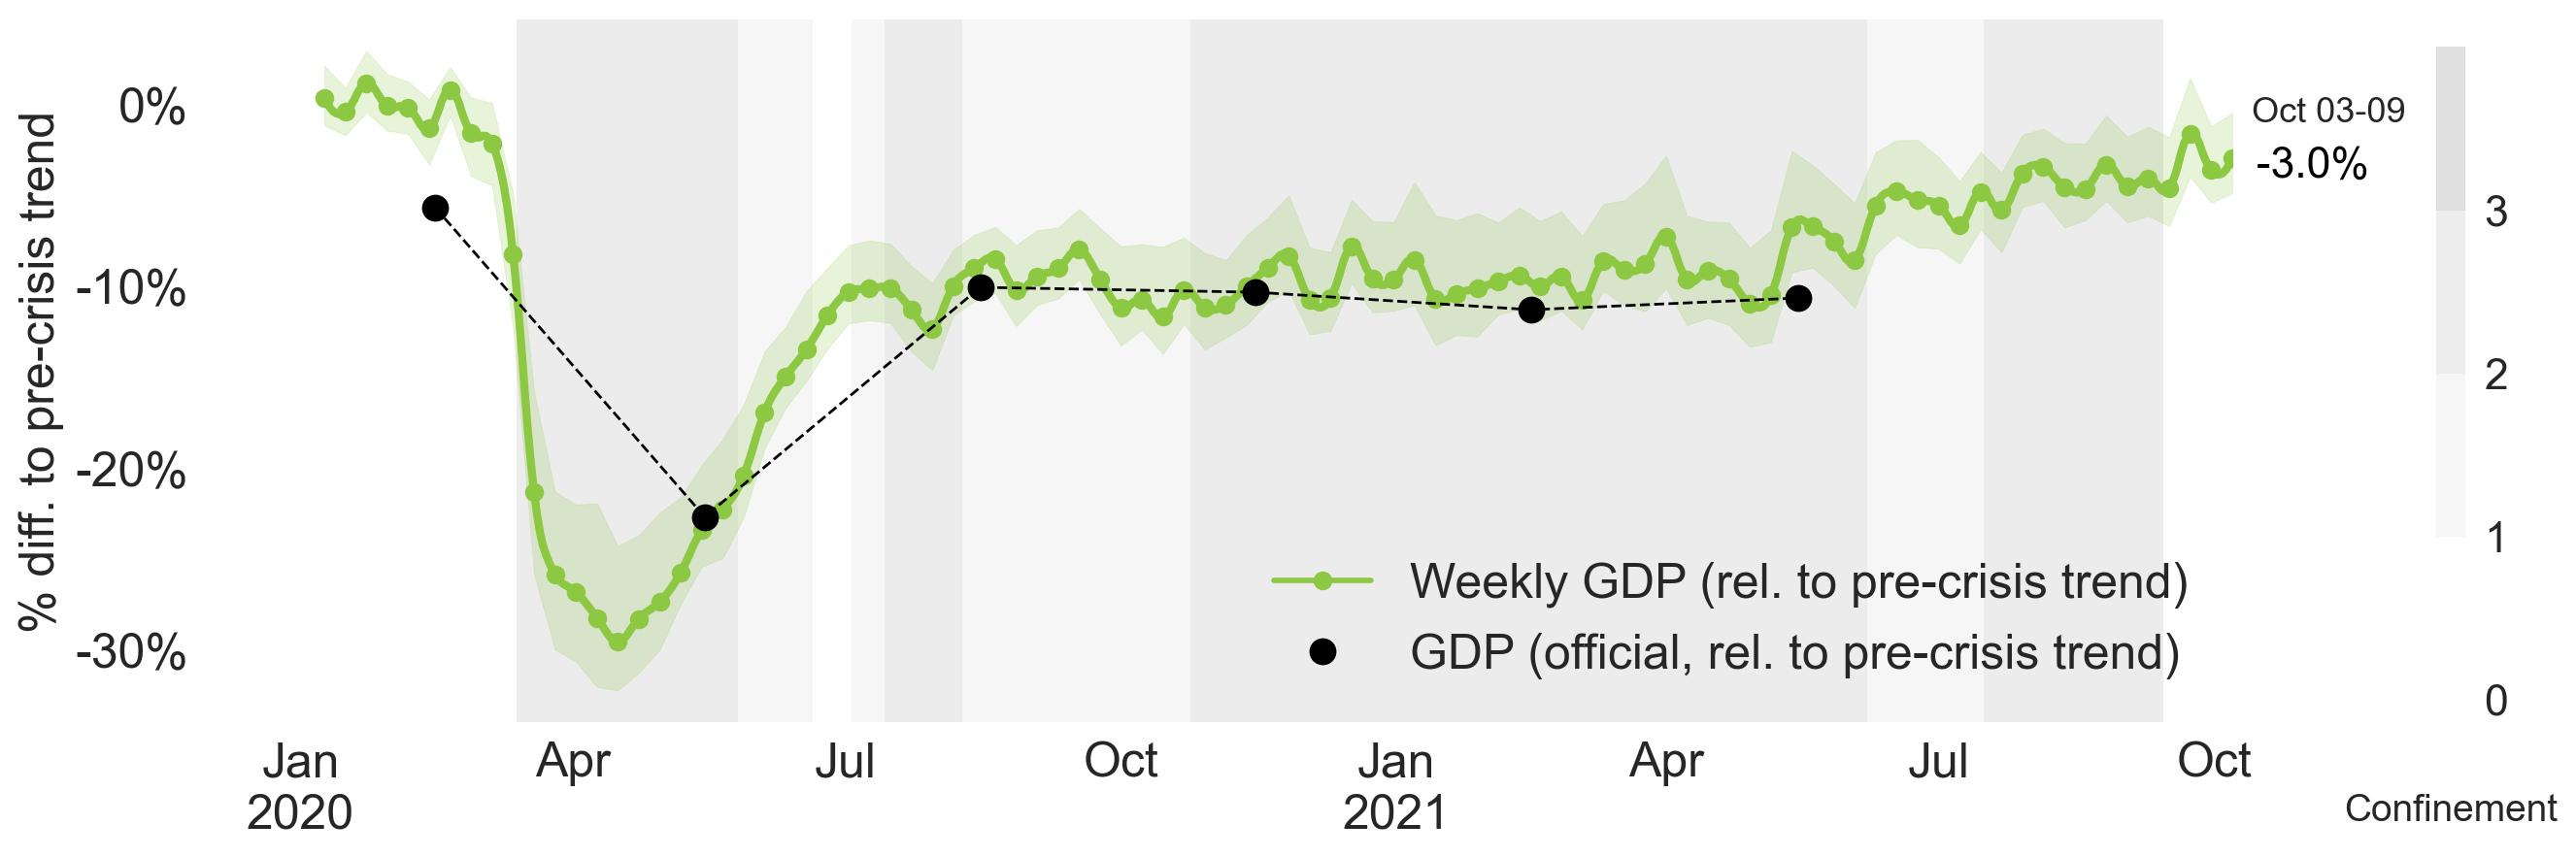 % diff. to pre-crisis trend
0%
-10%
-20%
-30%
Oct 03-09
-3.0%
Weekly GDP (rel. to pre-crisis trend)
GDP (official, rel. to pre-crisis trend)
Jan Apr Jul Oct Jan Apr Jul Oct
2020 2021
3
2
1
0
Confinement